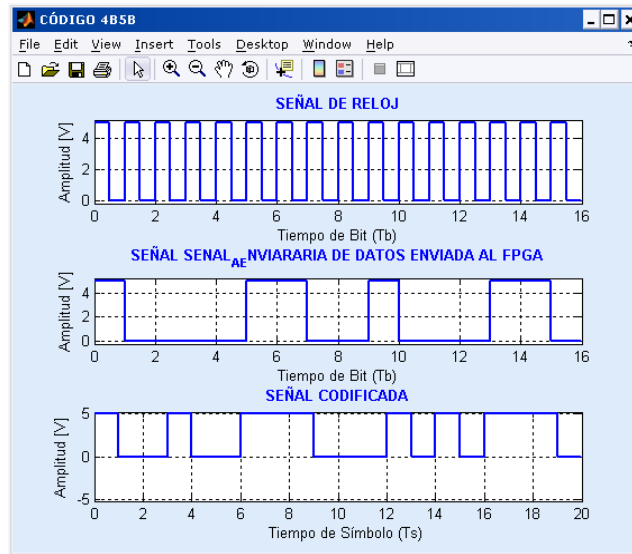 CÓDIGO 4B5B
File Edit View Insert Tools Desktop Window Help
SEÑAL DE RELOJ
Amplitud [V]
4
2
0
0 2 4 6 8 10 12 14 16
Tiempo de Bit (Tb)
SEÑAL SENAL_AENVIARARIA DE DATOS ENVIADA AL FPGA
Amplitud [V]
4
2
0
0 2 4 6 8 10 12 14 16
Tiempo de Bit (Tb)
SEÑAL CODIFICADA
Amplitud [V]
5
0
-5
0 2 4 6 8 10 12 14 16 18 20
Tiempo de Símbolo (Ts)